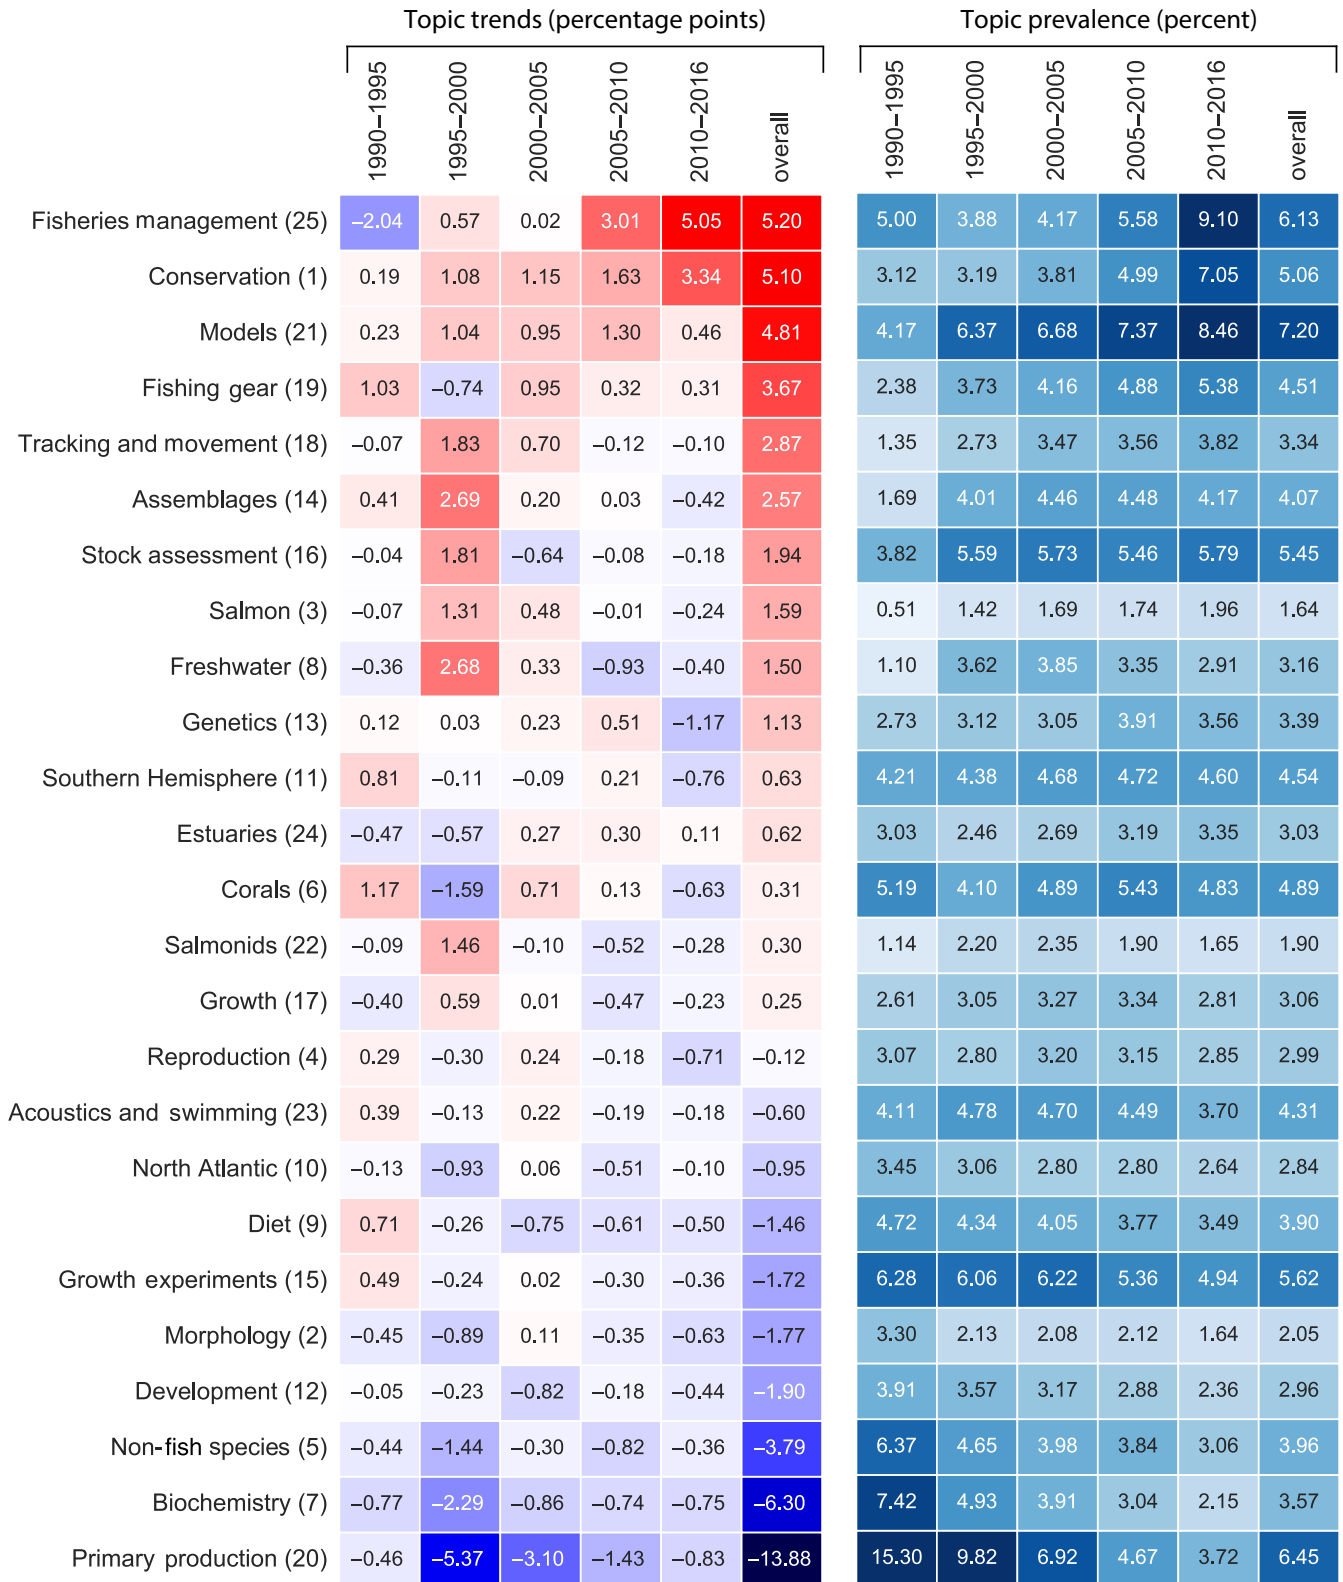 Topic trends (percentage points) Topic prevalence (percent)
1990–1995 1995–2000 2000–2005 2005–2010 2010–2016 overall 1990–1995 1995–2000 2000–2005 2005–2010 2010–2016 overall
Fisheries management (25) –2.04 0.57 0.02 3.01 5.05 5.20 5.00 3.88 4.17 5.58 9.10 6.13
Conservation (1) 0.19 1.08 1.15 1.63 3.34 5.10 3.12 3.19 3.81 4.99 7.05 5.06
Models (21) 0.23 1.04 0.95 1.30 0.46 4.81 4.17 6.37 6.68 7.37 8.46 7.20
Fishing gear (19) 1.03 –0.74 0.95 0.32 0.31 3.67 2.38 3.73 4.16 4.88 5.38 4.51
Tracking and movement (18) –0.07 1.83 0.70 –0.12 –0.10 2.87 1.35 2.73 3.47 3.56 3.82 3.34
Assemblages (14) 0.41 2.69 0.20 0.03 –0.42 2.57 1.69 4.01 4.46 4.48 4.17 4.07
Stock assessment (16) –0.04 1.81 –0.64 –0.08 –0.18 1.94 3.82 5.59 5.73 5.46 5.79 5.45
Salmon (3) –0.07 1.31 0.48 –0.01 –0.24 1.59 0.51 1.42 1.69 1.74 1.96 1.64
Freshwater (8) –0.36 2.68 0.33 –0.93 –0.40 1.50 1.10 3.62 3.85 3.35 2.91 3.16
Genetics (13) 0.12 0.03 0.23 0.51 –1.17 1.13 2.73 3.12 3.05 3.91 3.56 3.39
Southern Hemisphere (11) 0.81 –0.11 –0.09 0.21 –0.76 0.63 4.21 4.38 4.68 4.72 4.60 4.54
Estuaries (24) –0.47 –0.57 0.27 0.30 0.11 0.62 3.03 2.46 2.69 3.19 3.35 3.03
Corals (6) 1.17 –1.59 0.71 0.13 –0.63 0.31 5.19 4.10 4.89 5.43 4.83 4.89
Salmonids (22) –0.09 1.46 –0.10 –0.52 –0.28 0.30 1.14 2.20 2.35 1.90 1.65 1.90
Growth (17) –0.40 0.59 0.01 –0.47 –0.23 0.25 2.61 3.05 3.27 3.34 2.81 3.06
Reproduction (4) 0.29 –0.30 0.24 –0.18 –0.71 –0.12 3.07 2.80 3.20 3.15 2.85 2.99
Acoustics and swimming (23) 0.39 –0.13 0.22 –0.19 –0.18 –0.60 4.11 4.78 4.70 4.49 3.70 4.31
North Atlantic (10) –0.13 –0.93 0.06 –0.51 –0.10 –0.95 3.45 3.06 2.80 2.80 2.64 2.84
Diet (9) 0.71 –0.26 –0.75 –0.61 –0.50 –1.46 4.72 4.34 4.05 3.77 3.49 3.90
Growth experiments (15) 0.49 –0.24 0.02 –0.30 –0.36 –1.72 6.28 6.06 6.22 5.36 4.94 5.62
Morphology (2) –0.45 –0.89 0.11 –0.35 –0.63 –1.77 3.30 2.13 2.08 2.12 1.64 2.05
Development (12) –0.05 –0.23 –0.82 –0.18 –0.44 –1.90 3.91 3.57 3.17 2.88 2.36 2.96
Non-fish species (5) –0.44 –1.44 –0.30 –0.82 –0.36 –3.79 6.37 4.65 3.98 3.84 3.06 3.96
Biochemistry (7) –0.77 –2.29 –0.86 –0.74 –0.75 –6.30 7.42 4.93 3.91 3.04 2.15 3.57
Primary production (20) –0.46 –5.37 –3.10 –1.43 –0.83 –13.88 15.30 9.82 6.92 4.67 3.72 6.45